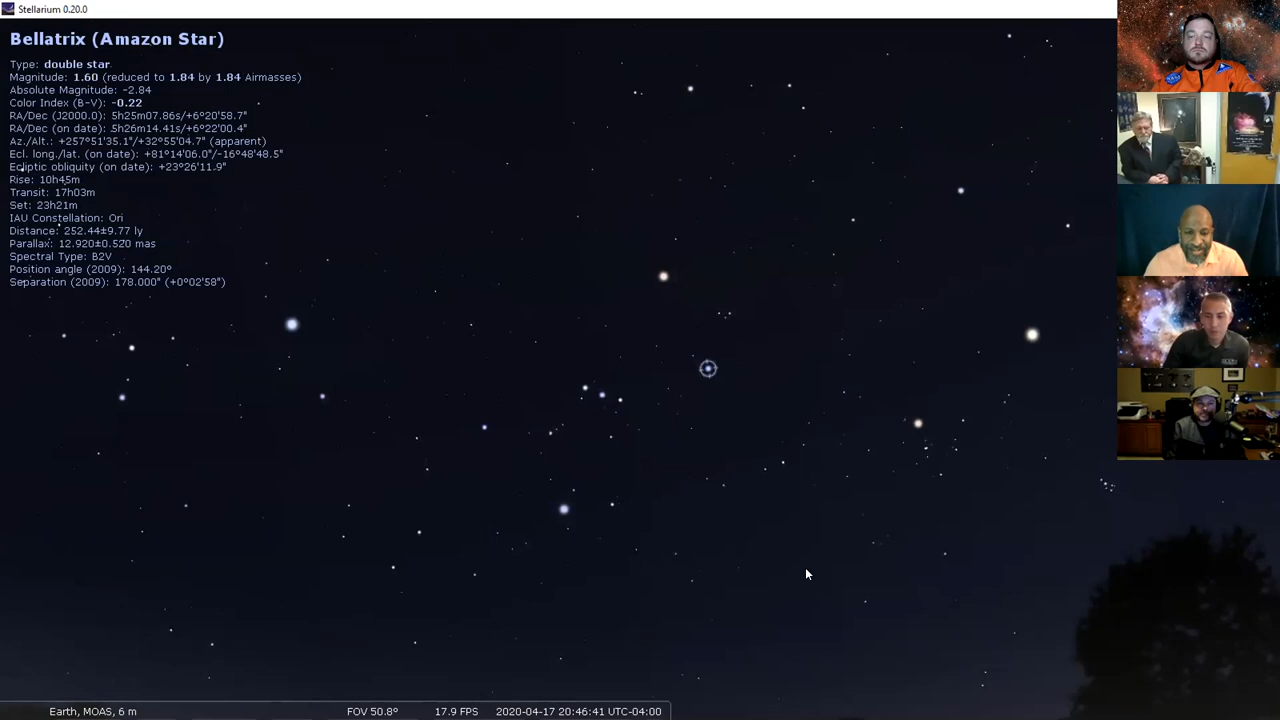 Stellarium 0.20.0
Bellatrix (Amazon Star)
Type: double star
Magnitude: 1.60 (reduced to 1.84 by 1.84 Airmasses)
Absolute Magnitude: -2.84
Color Index (B-V): -0.22
RA/Dec (J2000.0): 5h25m07.86s/+6°20'58.7"
RA/Dec (on date): 5h26m14.41s/+6°22'00.4"
Az./Alt.: +257°51'35.1"/+32°55'04.7" (apparent)
Ecl. long./lat. (on date): +81°14'06.0"/-16°48'48.5"
Ecliptic obliquity (on date): +23°26'11.9"
Rise: 10h45m
Transit: 17h03m
Set: 23h21m
IAU Constellation: Ori
Distance: 252.44±9.77 ly
Parallax: 12.920±0.520 mas
Spectral Type: B2V
Position angle (2009): 144.20°
Separation (2009): 178.000" (+0°02'58")
Earth, MOAS, 6 m FOV 50.8° 17.9 FPS 2020-04-17 20:46:41 UTC-04:00